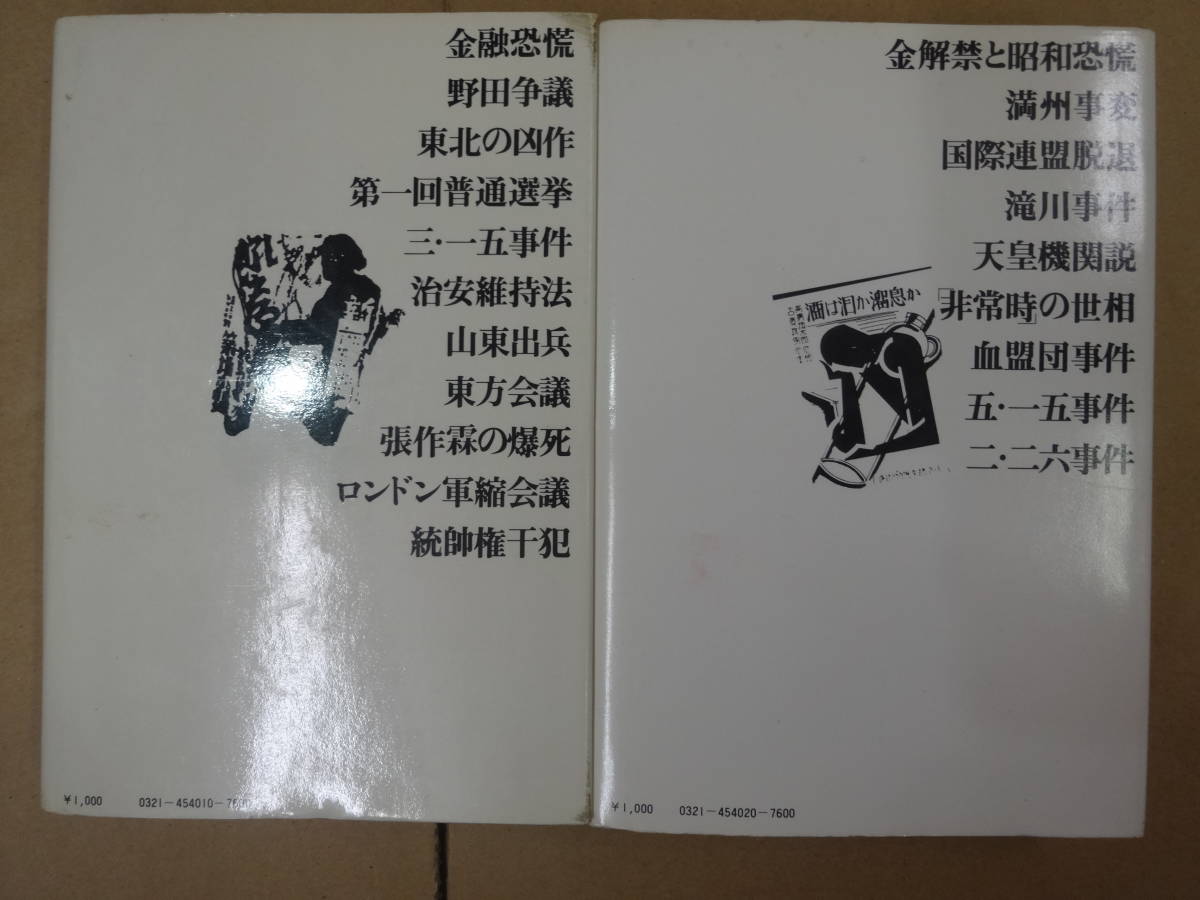 金融恐慌
野田争議
東北の凶作
第一回普通選挙
三・一五事件
治安維持法
山東出兵
東方会議
張作霖の爆死
ロンドン軍縮会議
統帥権干犯
¥1,000 0321-454010-7600
金解禁と昭和恐慌
満州事変
国際連盟脱退
滝川事件
天皇機関説
「非常時」の世相
血盟団事件
五・一五事件
二・二六事件
酒は泪か溜息か
¥1,000 0321-454020-7600